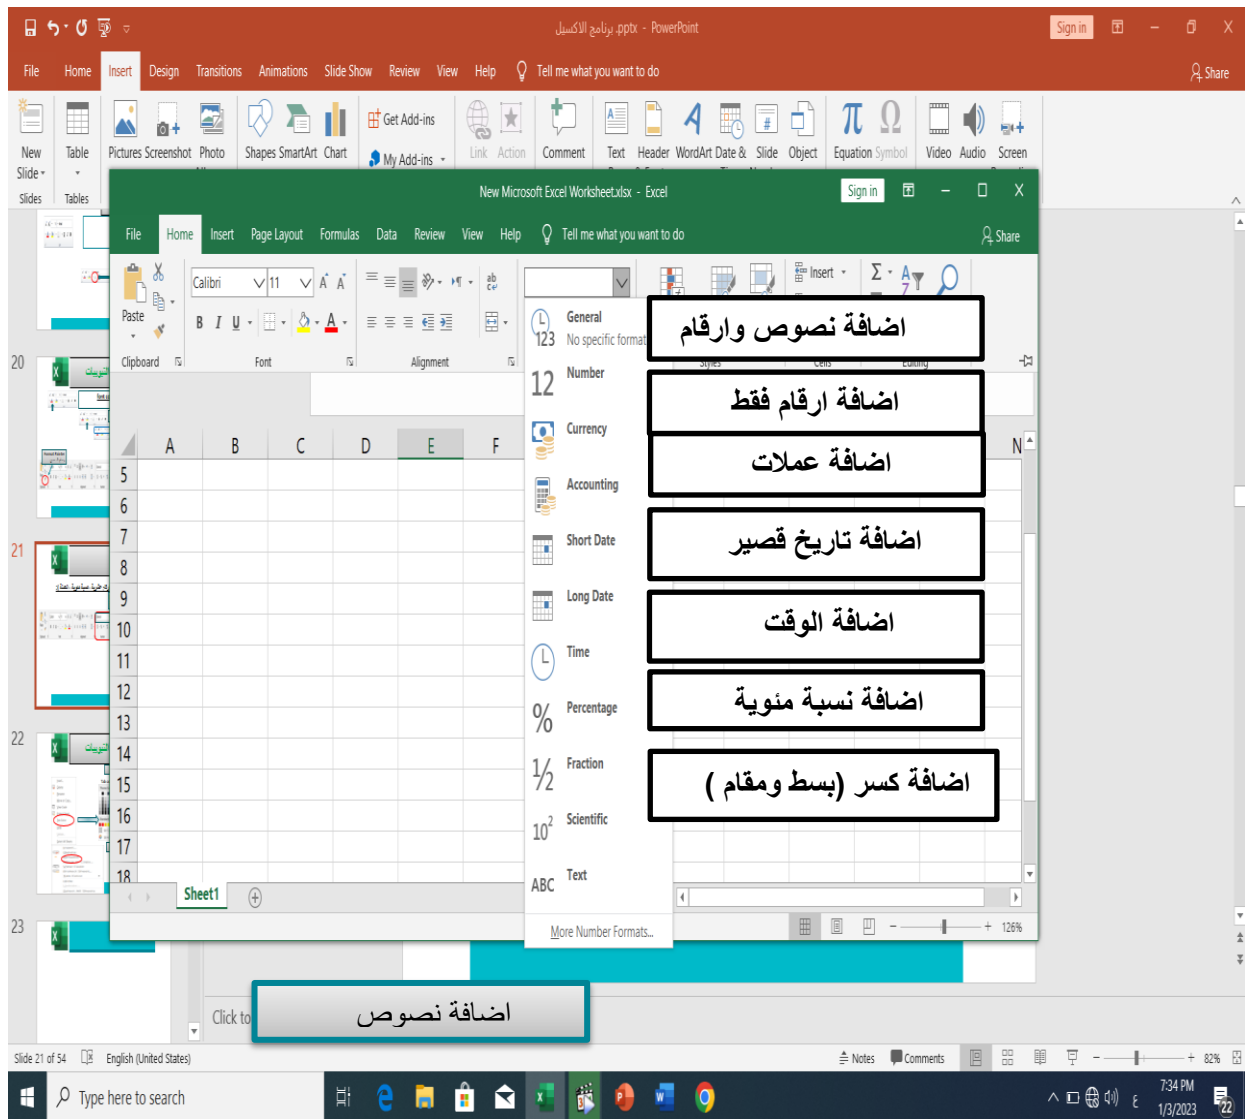 برنامج الاكسيل.pptx - PowerPoint
Sign in
File Home Insert Design Transitions Animations Slide Show Review View Help Tell me what you want to do Share
Get Add-ins
My Add-ins
New Slide
Table
Pictures Screenshot Photo
Shapes SmartArt Chart
Link Action
Comment
Text Header WordArt Date & Slide Object
Equation Symbol
Video Audio Screen
Slides Tables
New Microsoft Excel Worksheet.xlsx - Excel
Sign in
File Home Insert Page Layout Formulas Data Review View Help Tell me what you want to do Share
Paste
Calibri 11
B I U
Insert
Clipboard Font Alignment Styles Cells Editing
General
No specific format
Number
Currency
Accounting
Short Date
Long Date
Time
Percentage
Fraction
Scientific
Text
More Number Formats...
اضافة نصوص وارقام
اضافة ارقام فقط
اضافة عملات
اضافة تاريخ قصير
اضافة الوقت
اضافة نسبة مئوية
اضافة كسر (بسط ومقام )
A B C D E F N
5
6
7
8
9
10
11
12
13
14
15
16
17
18
Sheet1
126%
20
21
22
23
Click to
اضافة نصوص
Slide 21 of 54 English (United States) Notes Comments 82%
Type here to search
7:34 PM
1/3/2023
22